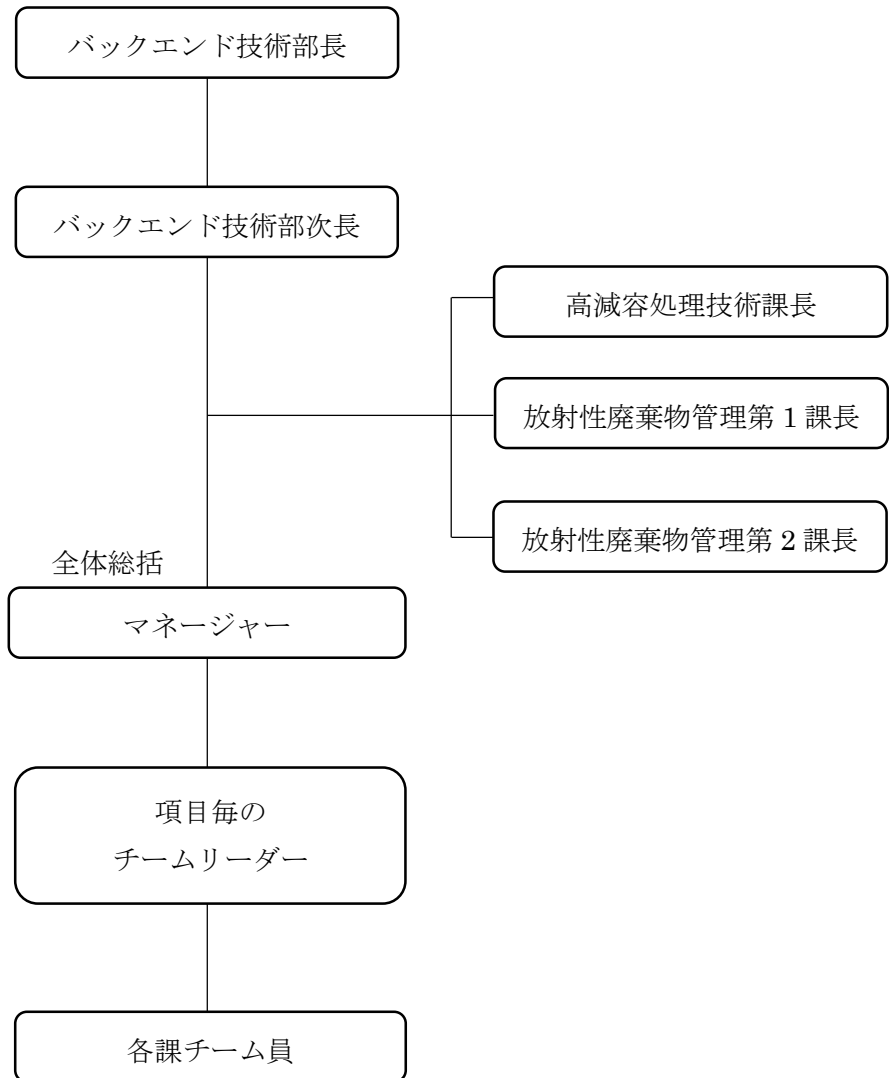 バックエンド技術部長
バックエンド技術部次長
高減容処理技術課長
放射性廃棄物管理第 1 課長
放射性廃棄物管理第 2 課長
全体総括
マネージャー
項目毎の
チームリーダー
各課チーム員